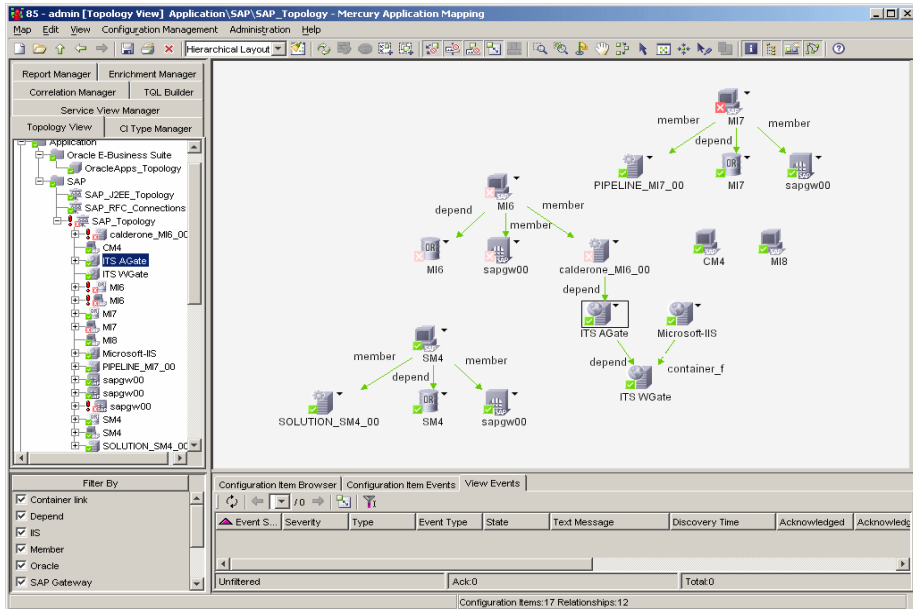 85 - admin [Topology View] Application\SAP\SAP_Topology - Mercury Application Mapping
Map Edit View Configuration Management Administration Help
Hierarchical Layout
Report Manager Enrichment Manager
Correlation Manager TQL Builder
Service View Manager
Topology View CI Type Manager
Application
Oracle E-Business Suite
OracleApps_Topology
SAP
SAP_J2EE_Topology
SAP_RFC_Connections
SAP_Topology
calderone_MI6_00
CM4
ITS AGate
ITS WGate
MI6
MI6
MI7
MI7
MI8
Microsoft-IIS
PIPELINE_MI7_00
sapgw00
sapgw00
sapgw00
SM4
SM4
SOLUTION_SM4_00
MI7
member member
depend
PIPELINE_MI7_00 MI7 sapgw00
MI6
depend member
member
MI6 sapgw00 calderone_MI6_00
CM4 MI8
depend
ITS AGate Microsoft-IIS
depend container_f
ITS WGate
SM4
member member
depend
SOLUTION_SM4_00 SM4 sapgw00
Filter By
Container link
Depend
IIS
Member
Oracle
SAP Gateway
Configuration Item Browser Configuration Item Events View Events
/0
Event S... Severity Type Event Type State Text Message Discovery Time Acknowledged Acknowledg
Unfiltered Ack:0 Total:0
Configuration Items:17 Relationships:12